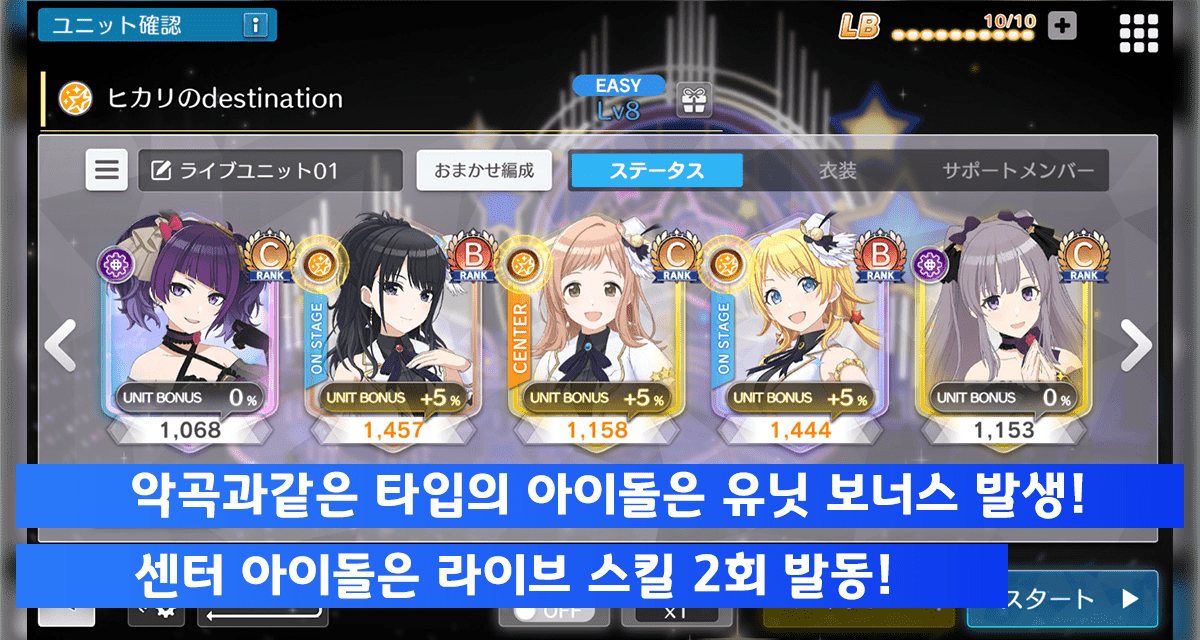 ユニット確認 i
LB 10/10 +
ヒカリのdestination
EASY
Lv8
ライブユニット01
おまかせ編成
ステータス
衣装
サポートメンバー
C RANK
B RANK
C RANK
B RANK
C RANK
ON STAGE
CENTER
ON STAGE
UNIT BONUS 0%
UNIT BONUS +5%
UNIT BONUS +5%
UNIT BONUS +5%
UNIT BONUS 0%
1,068
1,457
1,158
1,444
1,153
악곡과같은 타입의 아이돌은 유닛 보너스 발생!
센터 아이돌은 라이브 스킬 2회 발동!
OFF
x1
スタート